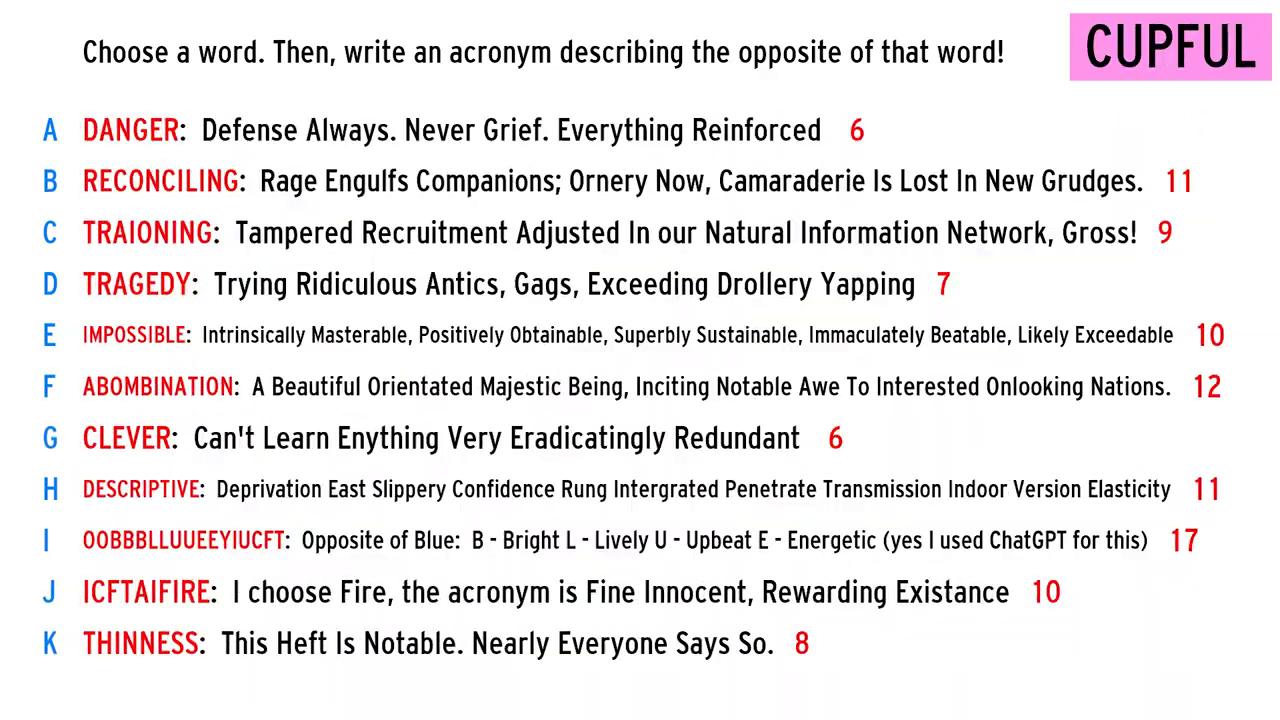 Choose a word. Then, write an acronym describing the opposite of that word!
CUPFUL
A DANGER: Defense Always. Never Grief. Everything Reinforced 6
B RECONCILING: Rage Engulfs Companions; Ornery Now, Camaraderie Is Lost In New Grudges. 11
C TRAIONING: Tampered Recruitment Adjusted In our Natural Information Network, Gross! 9
D TRAGEDY: Trying Ridiculous Antics, Gags, Exceeding Drollery Yapping 7
E IMPOSSIBLE: Intrinsically Masterable, Positively Obtainable, Superbly Sustainable, Immaculately Beatable, Likely Exceedable 10
F ABOMBINATION: A Beautiful Orientated Majestic Being, Inciting Notable Awe To Interested Onlooking Nations. 12
G CLEVER: Can't Learn Enything Very Eradicatingly Redundant 6
H DESCRIPTIVE: Deprivation East Slippery Confidence Rung Intergrated Penetrate Transmission Indoor Version Elasticity 11
I OOBBBLLUUEEYIUCFT: Opposite of Blue: B - Bright L - Lively U - Upbeat E - Energetic (yes I used ChatGPT for this) 17
J ICFTAIFIRE: I choose Fire, the acronym is Fine Innocent, Rewarding Existance 10
K THINNESS: This Heft Is Notable. Nearly Everyone Says So. 8